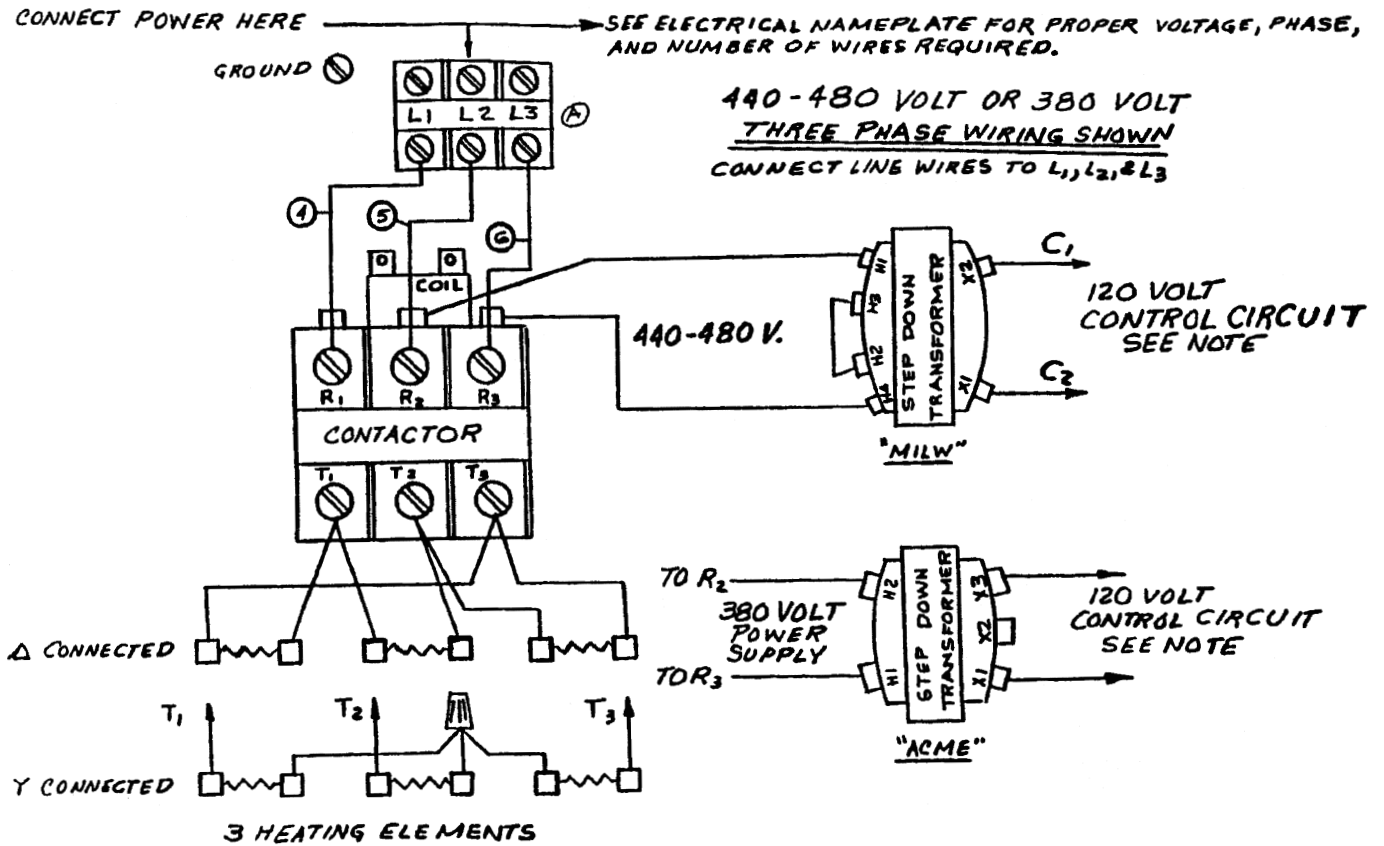 CONNECT POWER HERE
SEE ELECTRICAL NAMEPLATE FOR PROPER VOLTAGE, PHASE,
AND NUMBER OF WIRES REQUIRED.
GROUND
L1 L2 L3
A
440-480 VOLT OR 380 VOLT
THREE PHASE WIRING SHOWN
CONNECT LINE WIRES TO L1, L2, & L3
4
5
6
COIL
R1 R2 R3
CONTACTOR
T1 T2 T3
440-480 V.
H1
H3
H2
H4
STEP DOWN
TRANSFORMER
X2
X1
C1
C2
120 VOLT
CONTROL CIRCUIT
SEE NOTE
"MILW"
TO R2
380 VOLT
POWER
SUPPLY
TO R3
H2
H1
STEP DOWN
TRANSFORMER
X3
X2
X1
120 VOLT
CONTROL CIRCUIT
SEE NOTE
"ACME"
Δ CONNECTED
T1 T2 T3
Y CONNECTED
3 HEATING ELEMENTS